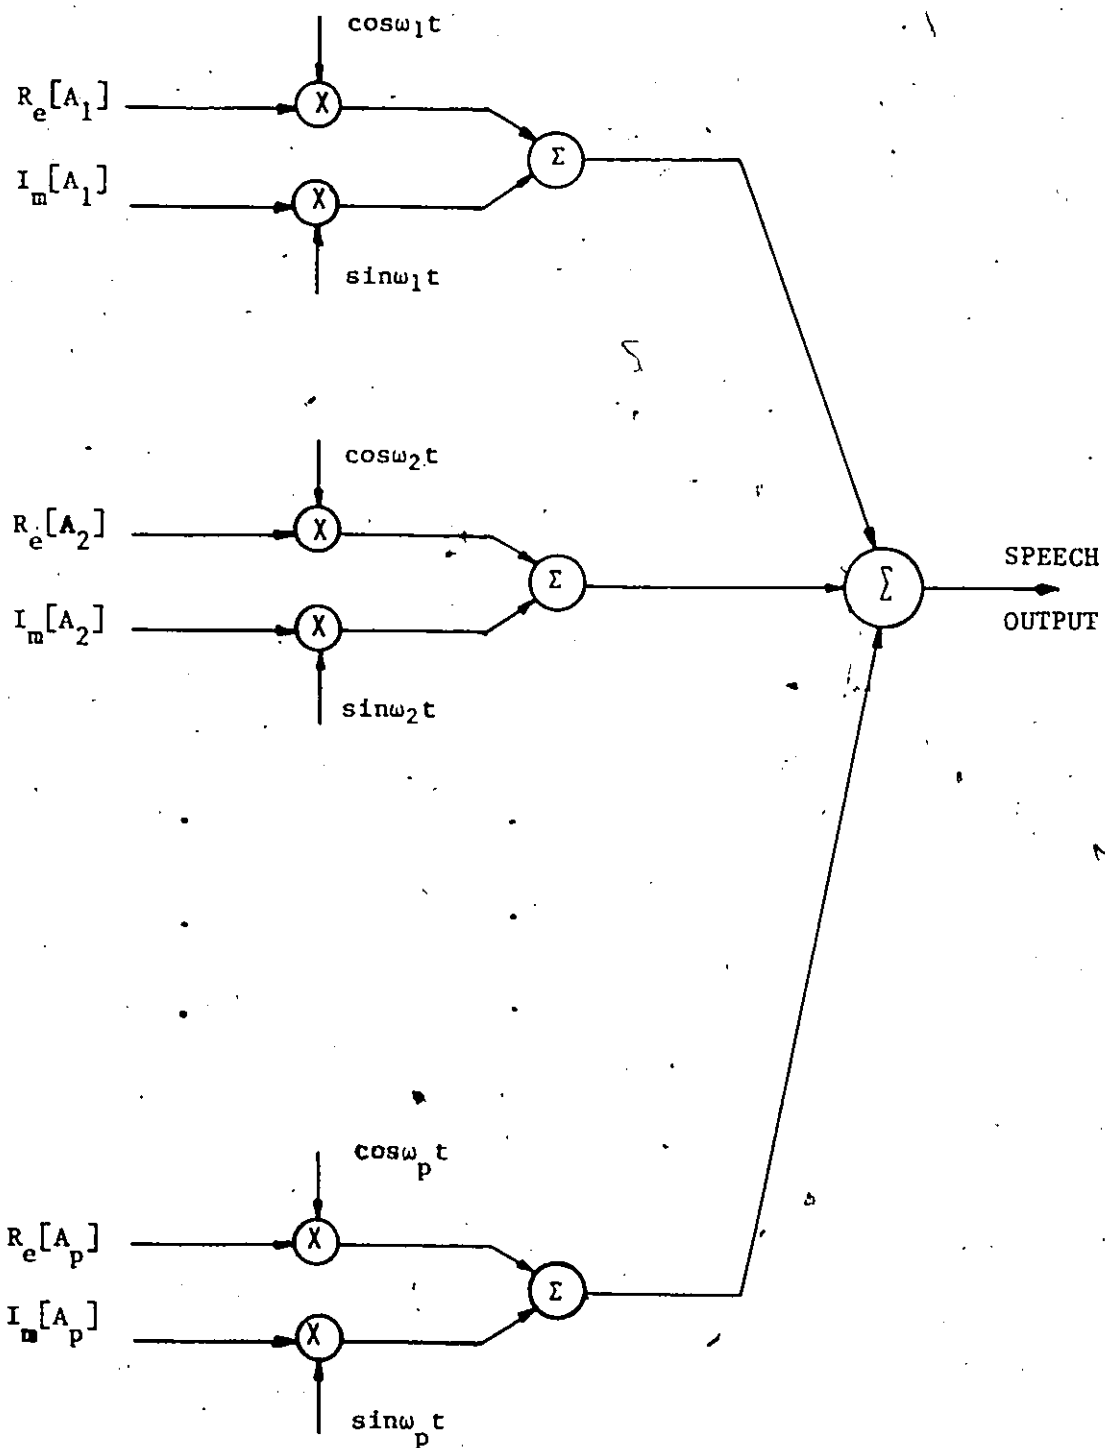 cosω₁t
Rₑ[A₁]
X
Σ
Iₘ[A₁]
X
sinω₁t
cosω₂t
Rₑ[A₂]
X
Σ
Σ
SPEECH
OUTPUT
Iₘ[A₂]
X
sinω₂t
cosωₚt
Rₑ[Aₚ]
X
Σ
Iₘ[Aₚ]
X
sinωₚt